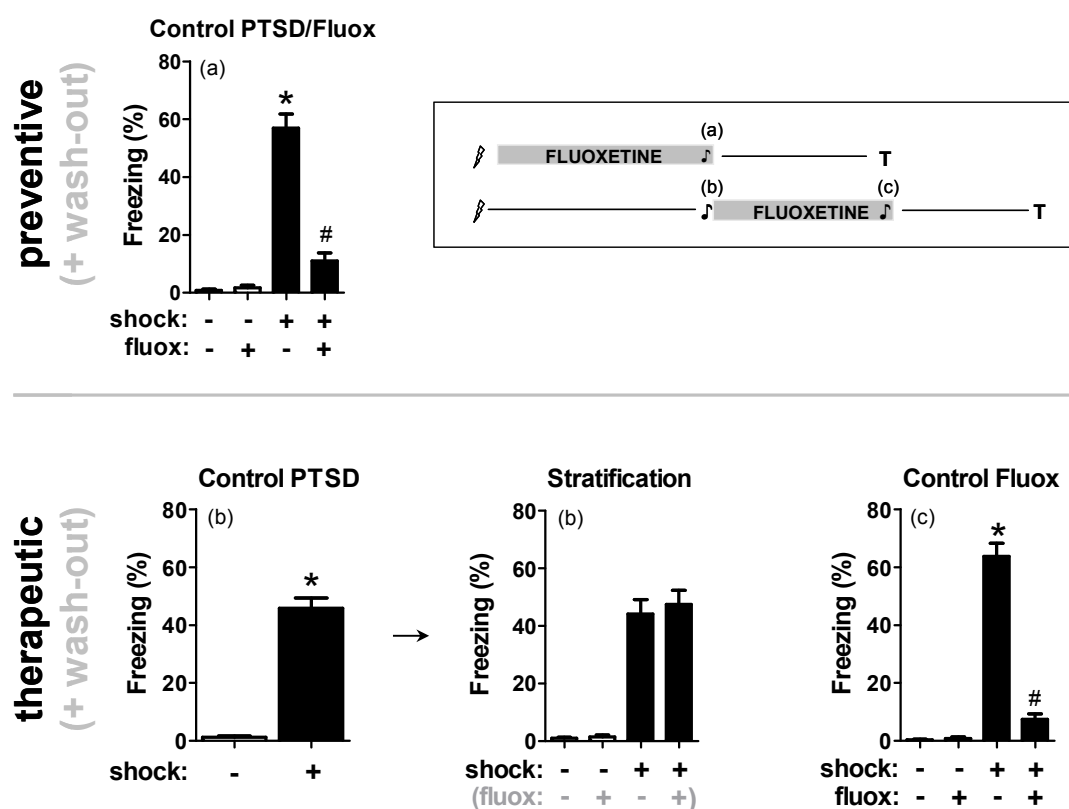 preventive
(+ wash-out)
Control PTSD/Fluox
(a)
Freezing (%)
80
60
40
20
0
*
#
shock: - - + +
fluox: - + - +
(a)
FLUOXETINE ♪ T
(b) (c)
♪ FLUOXETINE ♪ T
therapeutic
(+ wash-out)
Control PTSD
(b)
Freezing (%)
80
60
40
20
0
*
shock: - +
→
Stratification
(b)
Freezing (%)
80
60
40
20
0
shock: - - + +
(fluox: - + - +)
Control Fluox
(c)
Freezing (%)
80
60
40
20
0
*
#
shock: - - + +
fluox: - + - +